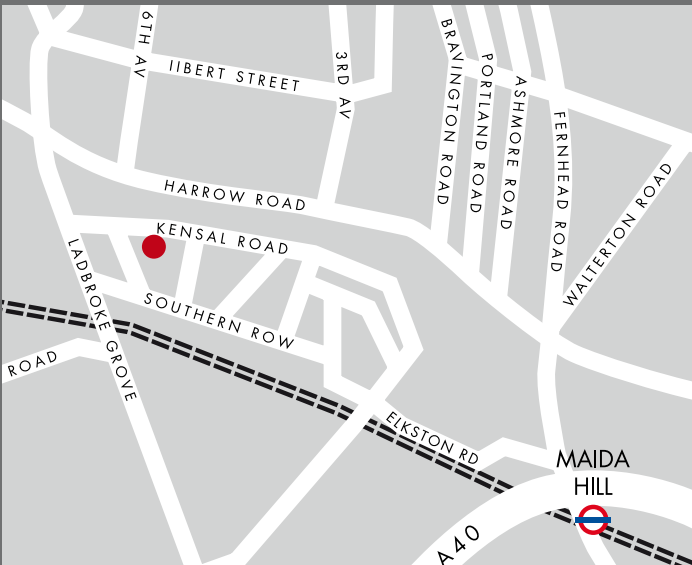 6TH AV
IIBERT STREET
3RD AV
BRAVINGTON ROAD
PORTLAND ROAD
ASHMORE ROAD
FERNHEAD ROAD
WALTERTON ROAD
HARROW ROAD
KENSAL ROAD
LADBROKE GROVE
SOUTHERN ROW
ROAD
ELKSTON RD
MAIDA
HILL
A40